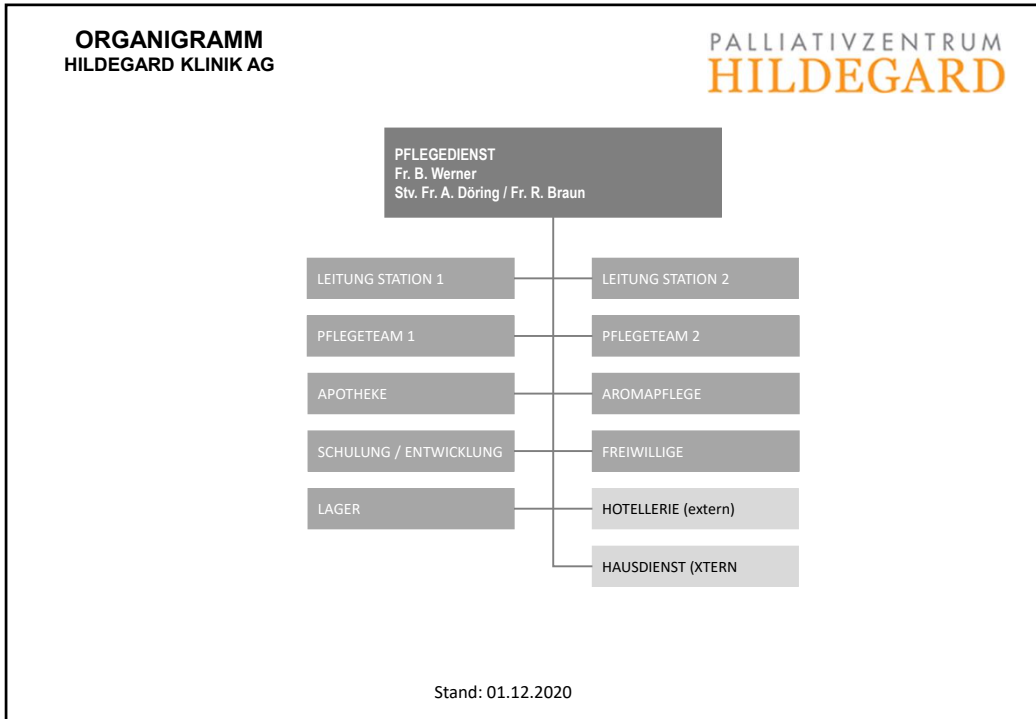 ORGANIGRAMM
HILDEGARD KLINIK AG
PALLIATIVZENTRUM
HILDEGARD
PFLEGEDIENST
Fr. B. Werner
Stv. Fr. A. Döring / Fr. R. Braun
LEITUNG STATION 1
LEITUNG STATION 2
PFLEGETEAM 1
PFLEGETEAM 2
APOTHEKE
AROMAPFLEGE
SCHULUNG / ENTWICKLUNG
FREIWILLIGE
LAGER
HOTELLERIE (extern)
HAUSDIENST (XTERN
Stand: 01.12.2020